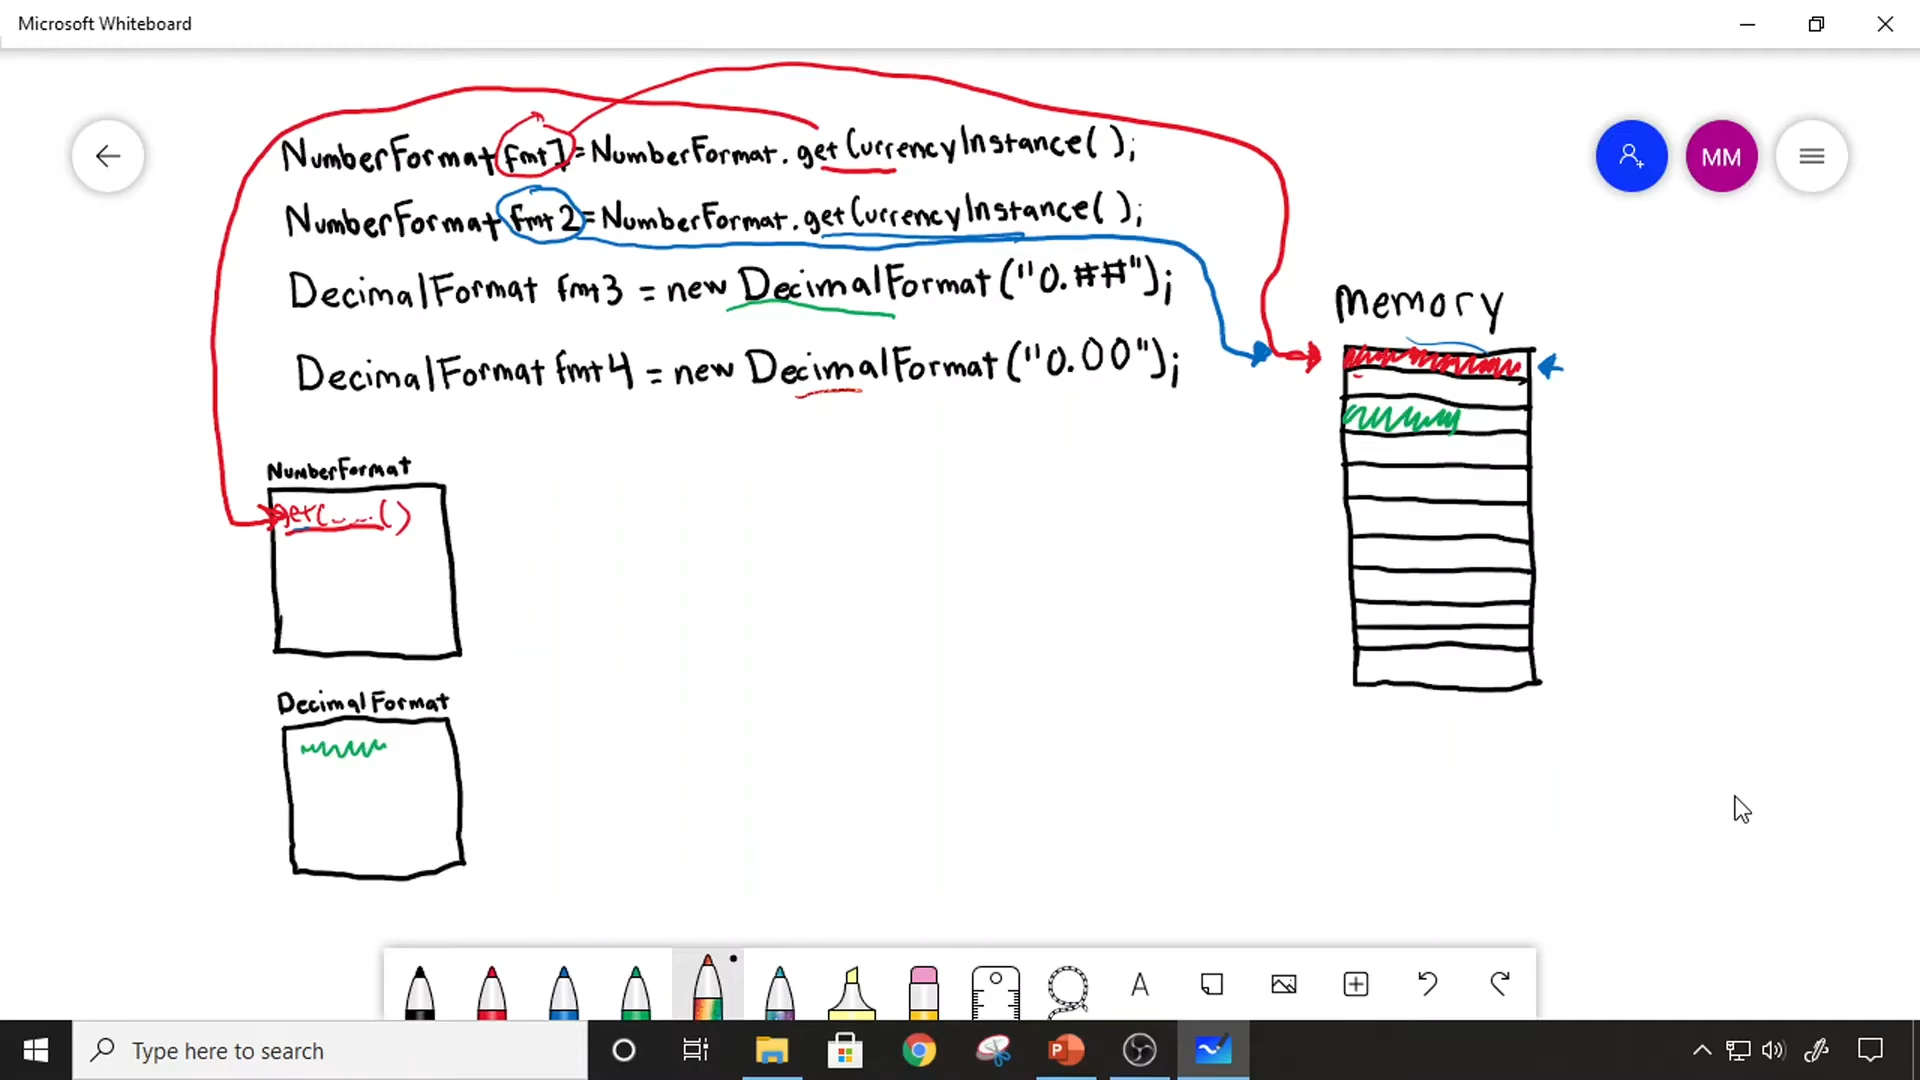 Microsoft Whiteboard
NumberFormat fmt1 = NumberFormat.getCurrencyInstance();
NumberFormat fmt2 = NumberFormat.getCurrencyInstance();
DecimalFormat fmt3 = new DecimalFormat("0.##");
DecimalFormat fmt4 = new DecimalFormat("0.00");
MM
memory
NumberFormat
get(....()
DecimalFormat
A
Type here to search